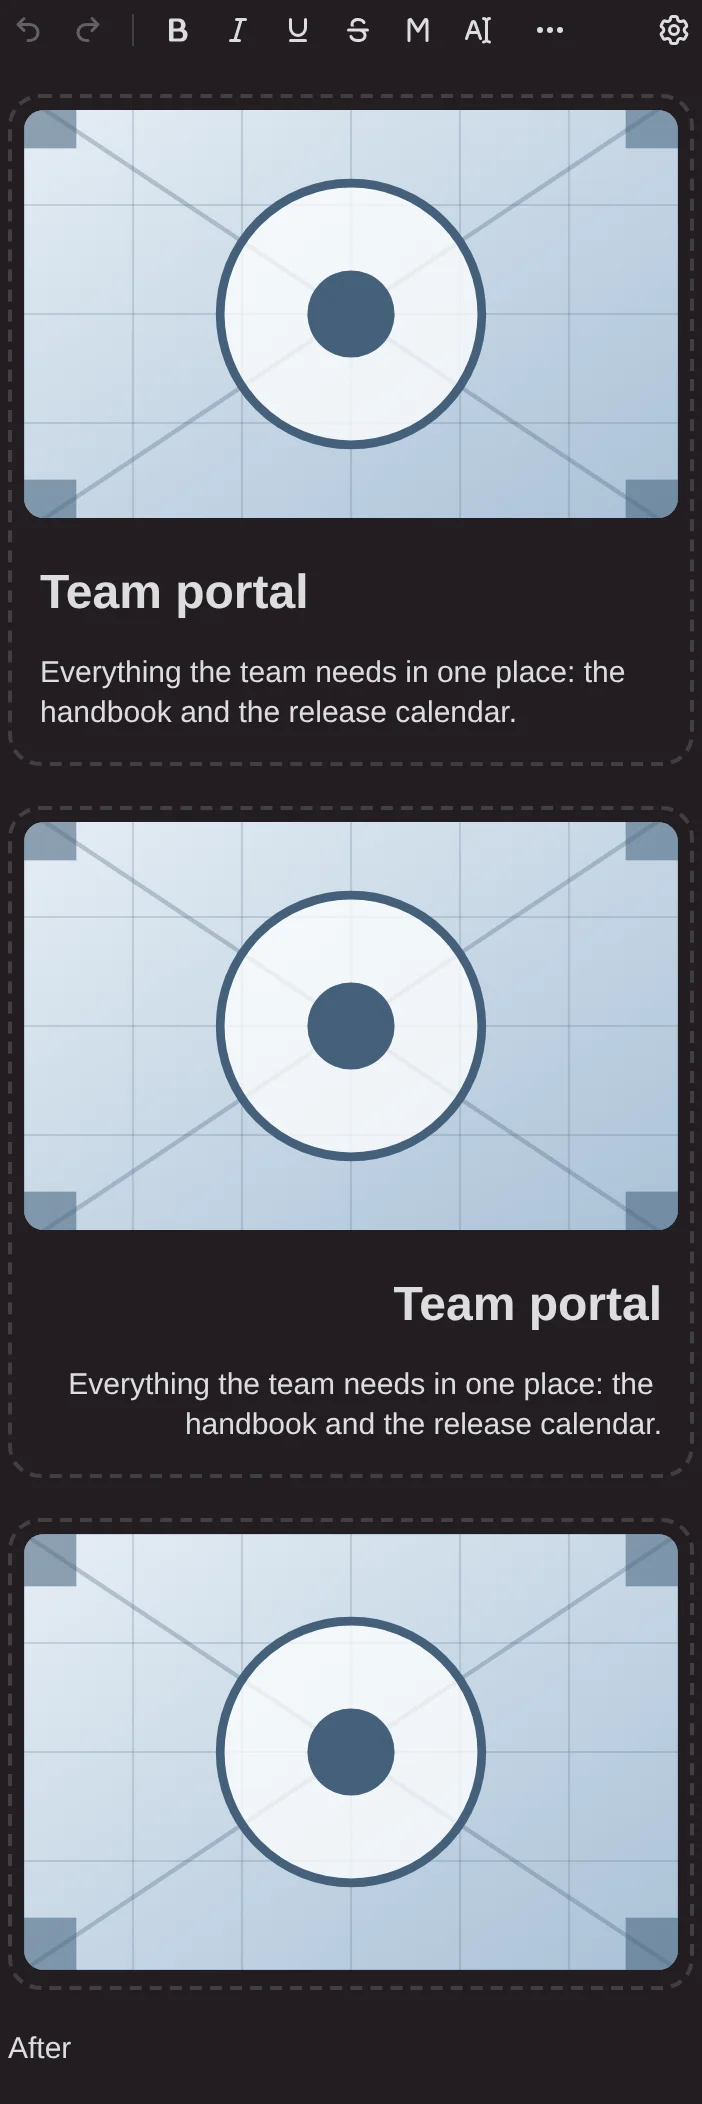 Team portal
Everything the team needs in one place: the
handbook and the release calendar.
Team portal
Everything the team needs in one place: the
handbook and the release calendar.
After